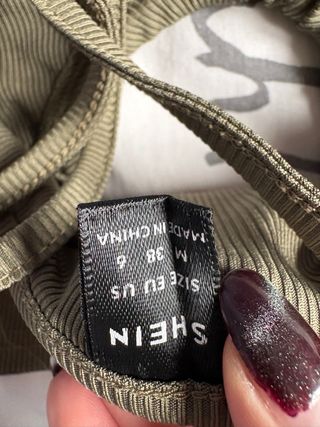 SHEIN
SIZE EU US
M 38 6
MADE IN CHINA